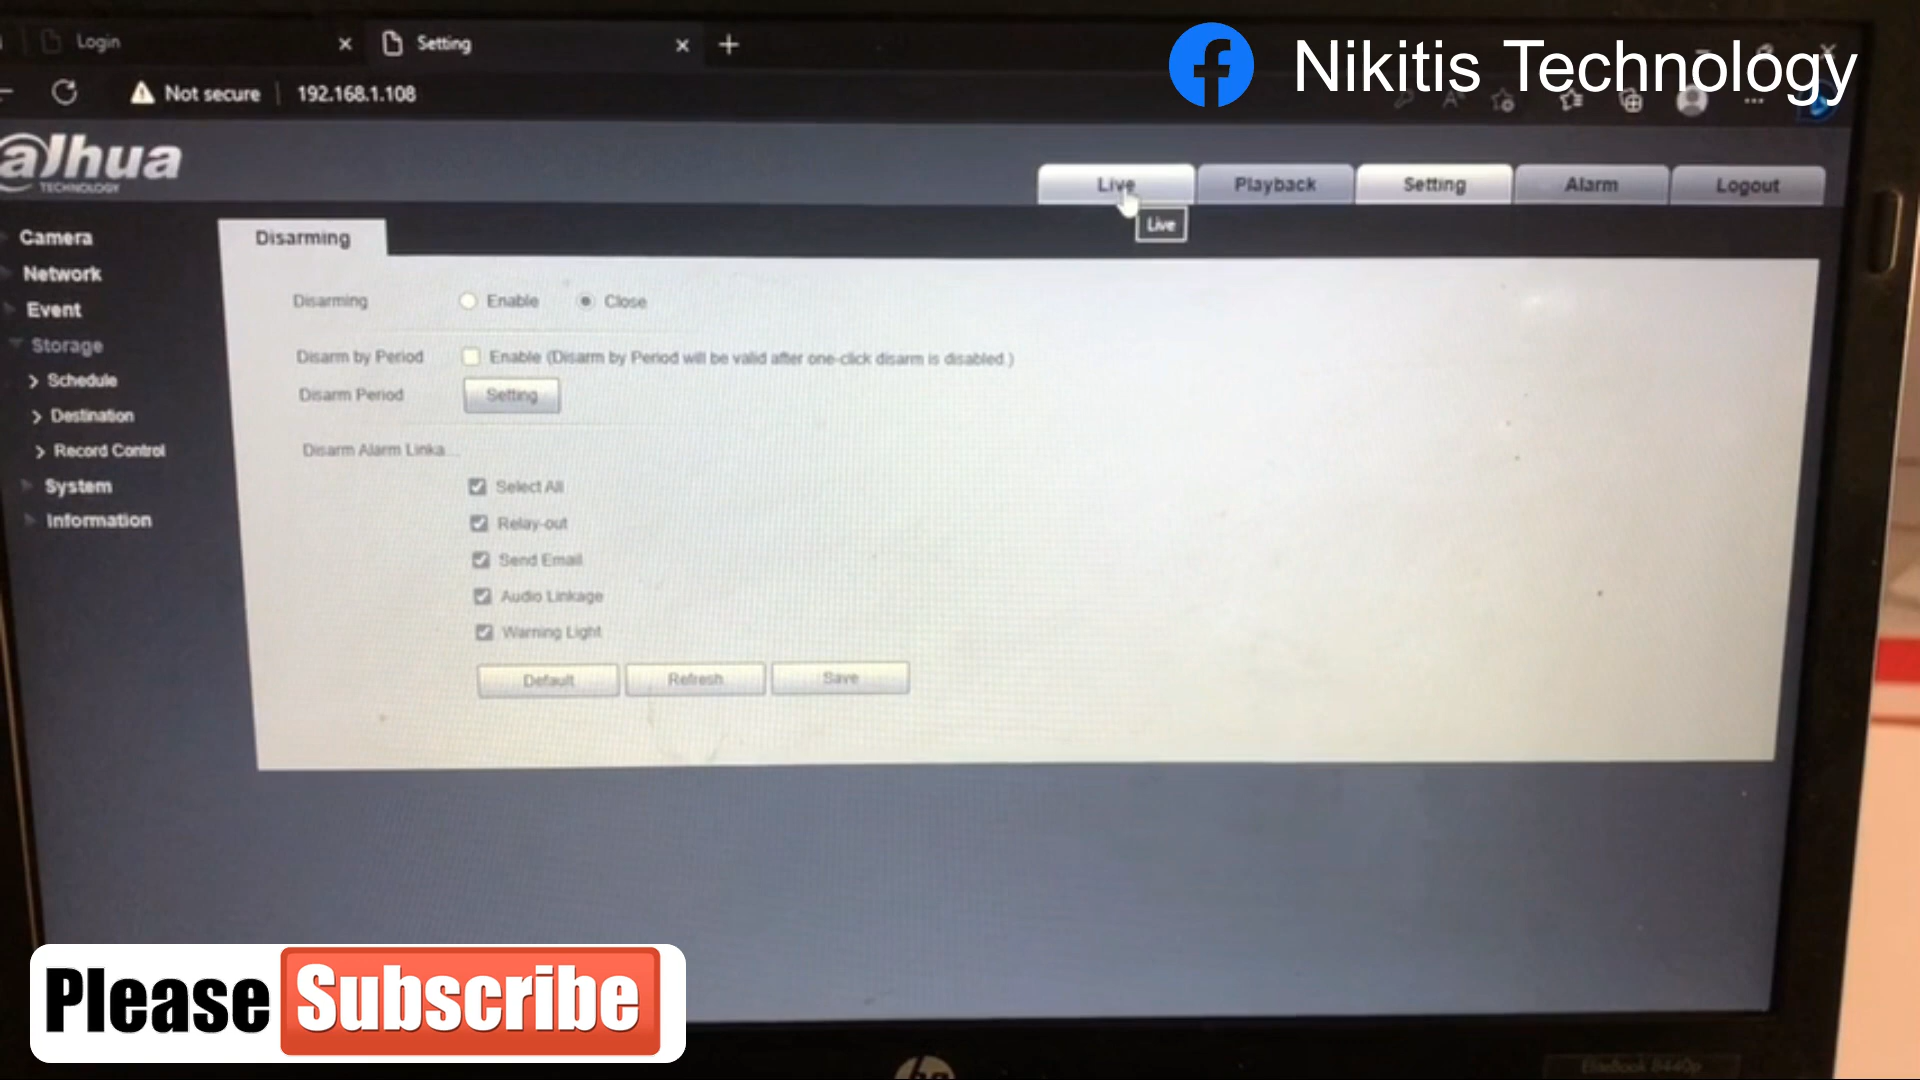 Login
Setting
Nikitis Technology
Not secure
192.168.1.108
alhua
TECHNOLOGY
Live
Playback
Setting
Alarm
Logout
Live
Camera
Network
Event
Storage
Schedule
Destination
Record Control
System
Information
Disarming
Disarming
Enable
Close
Disarm by Period
Enable (Disarm by Period will be valid after one-click disarm is disabled.)
Disarm Period
Setting
Disarm Alarm Linka...
Select All
Relay-out
Send Email
Audio Linkage
Warning Light
Default
Refresh
Save
Please Subscribe
hp
EliteBook 8440p